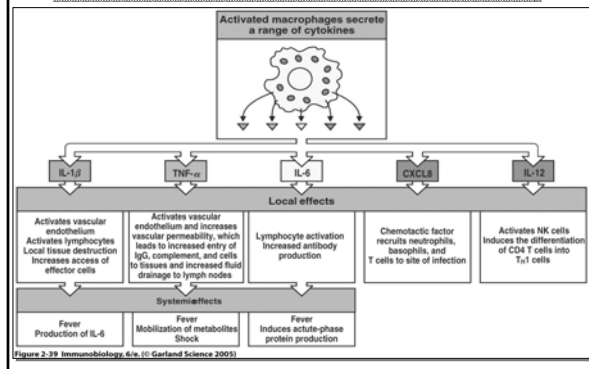 Activated macrophages secrete
a range of cytokines
IL-1β
TNF-α
IL-6
CXCL8
IL-12
Local effects
Activates vascular
endothelium
Activates lymphocytes
Local tissue destruction
Increases access of
effector cells
Activates vascular
endothelium and increases
vascular permeability, which
leads to increased entry of
IgG, complement, and cells
to tissues and increased fluid
drainage to lymph nodes
Lymphocyte activation
Increased antibody
production
Chemotactic factor
recruits neutrophils,
basophils, and
T cells to site of infection
Activates NK cells
Induces the differentiation
of CD4 T cells into
TH1 cells
Systemic effects
Fever
Production of IL-6
Fever
Mobilization of metabolites
Shock
Fever
Induces actute-phase
protein production
Figure 2-39 Immunobiology, 6/e. (© Garland Science 2005)